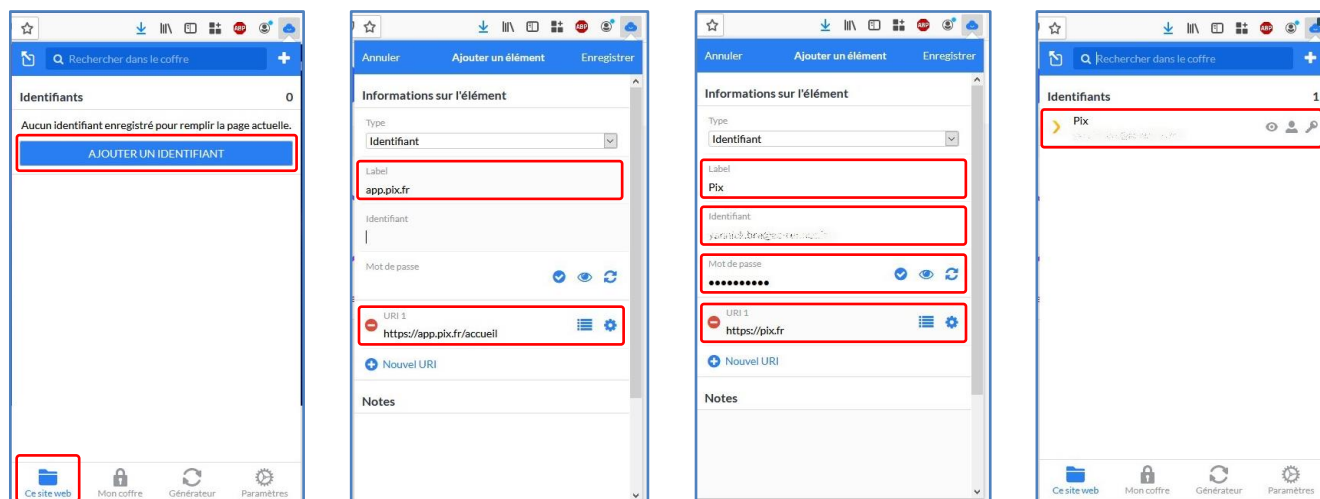 ABP
Rechercher dans le coffre
Identifiants 0
Aucun identifiant enregistré pour remplir la page actuelle.
AJOUTER UN IDENTIFIANT
Ce site web Mon coffre Générateur Paramètres
ABP
Annuler Ajouter un élément Enregistrer
Informations sur l'élément
Type
Identifiant
Label
app.pix.fr
Identifiant
Mot de passe
URI 1
https://app.pix.fr/accueil
Nouvel URI
Notes
ABP
Annuler Ajouter un élément Enregistrer
Informations sur l'élément
Type
Identifiant
Label
Pix
Identifiant
Mot de passe
••••••••••
URI 1
https://pix.fr
Nouvel URI
Notes
ABP
Rechercher dans le coffre
Identifiants 1
Pix
Ce site web Mon coffre Générateur Paramètres